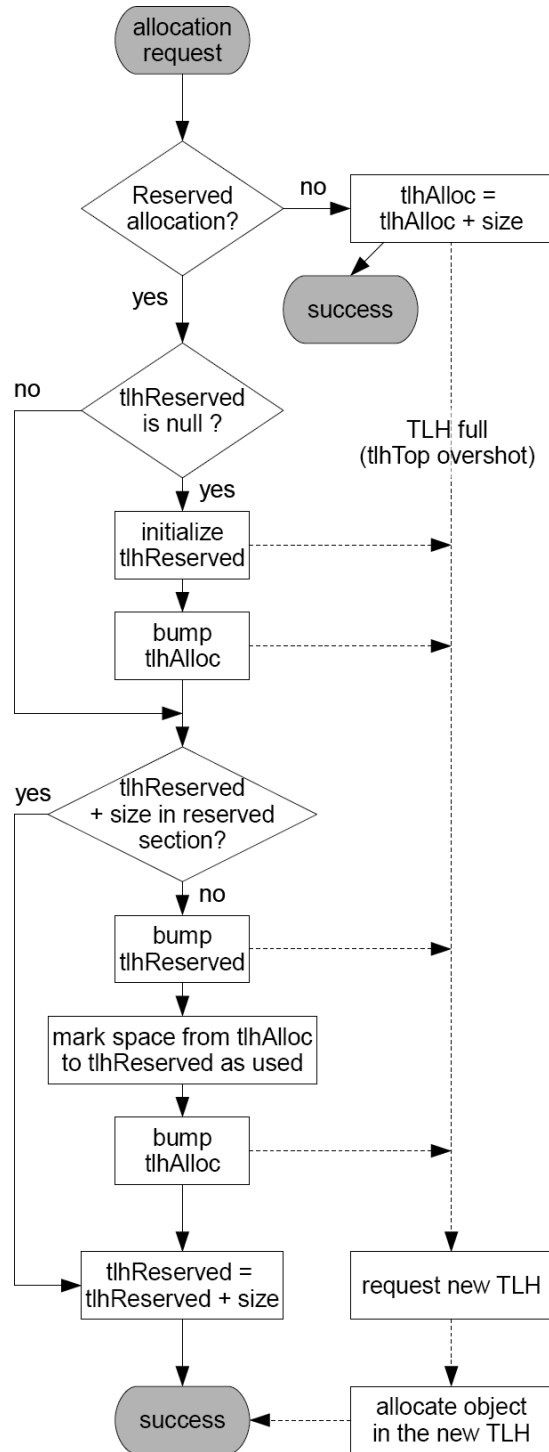 allocation
request
Reserved
allocation?
no
tlhAlloc =
tlhAlloc + size
yes
success
no
tlhReserved
is null ?
TLH full
(tlhTop overshot)
yes
initialize
tlhReserved
bump
tlhAlloc
yes
tlhReserved
+ size in reserved
section?
no
bump
tlhReserved
mark space from tlhAlloc
to tlhReserved as used
bump
tlhAlloc
tlhReserved =
tlhReserved + size
request new TLH
success
allocate object
in the new TLH